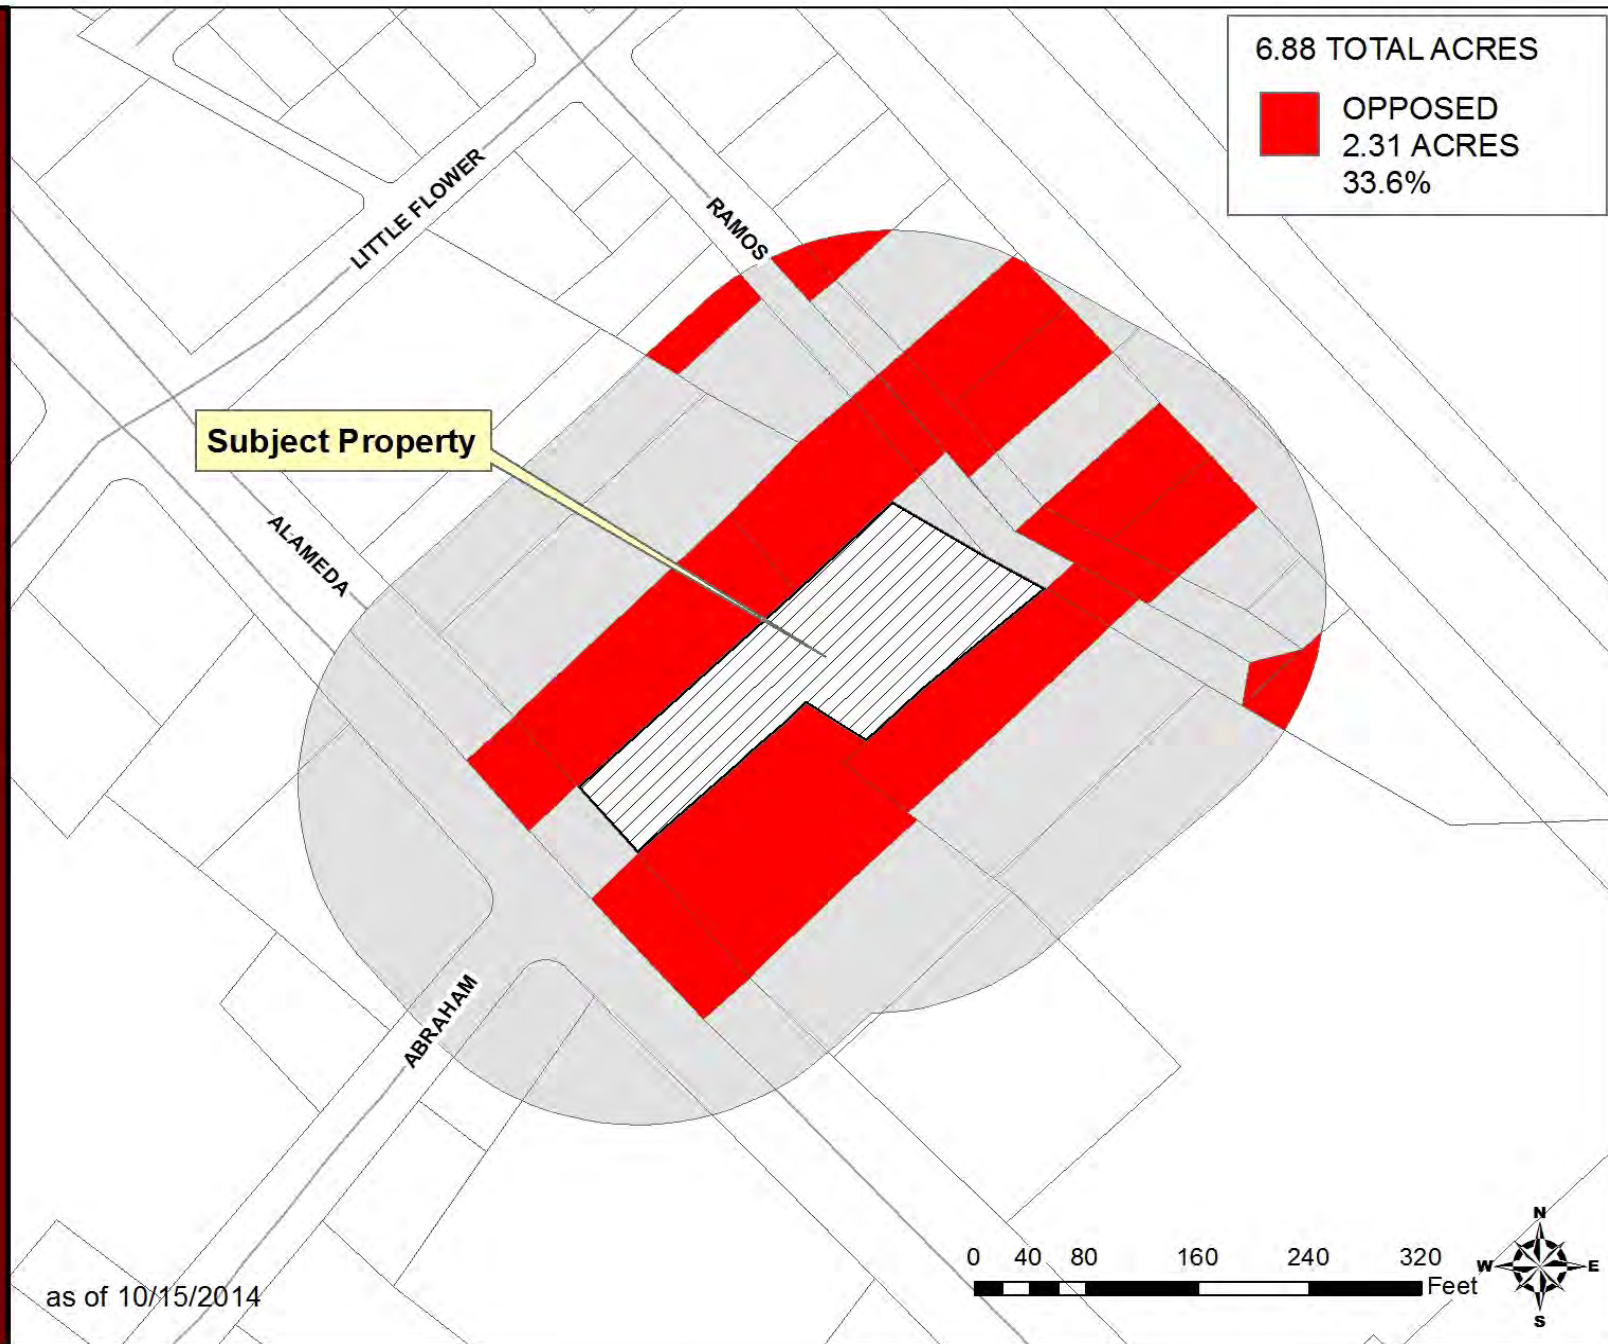 6.88 TOTAL ACRES
OPPOSED
2.31 ACRES
33.6%
LITTLE FLOWER
RAMOS
Subject Property
ALAMEDA
ABRAHAM
0 40 80 160 240 320
Feet
N
W E
S
as of 10/15/2014